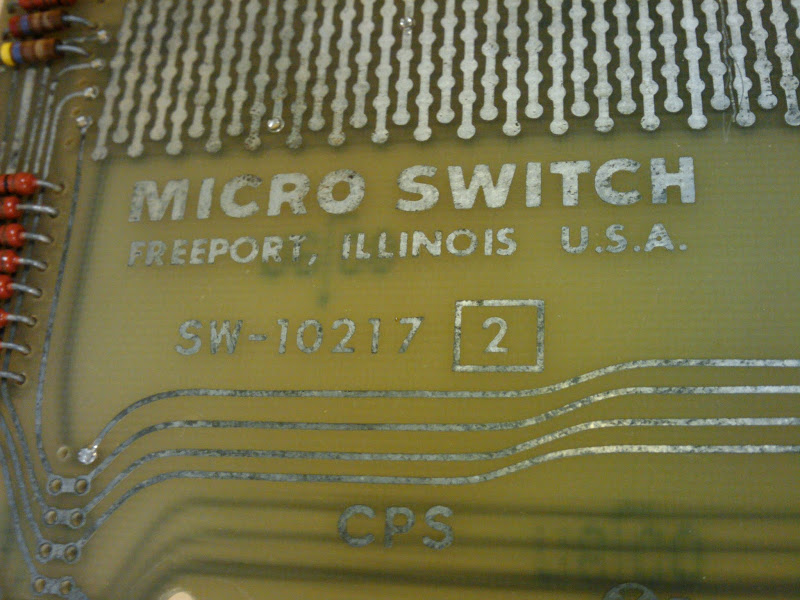 MICRO SWITCH
FREEPORT, ILLINOIS U.S.A.
SW-10217 2
CPS